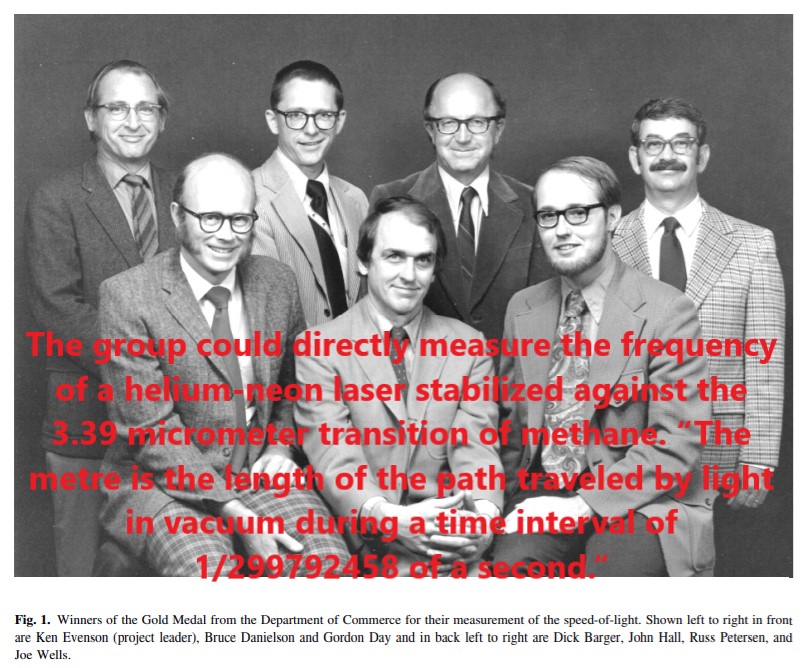 The group could directly measure the frequency
of a helium-neon laser stabilized against the
3.39 micrometer transition of methane. “The
metre is the length of the path traveled by light
in vacuum during a time interval of
1/299792458 of a second.”
Fig. 1. Winners of the Gold Medal from the Department of Commerce for their measurement of the speed-of-light. Shown left to right in front
are Ken Evenson (project leader), Bruce Danielson and Gordon Day and in back left to right are Dick Barger, John Hall, Russ Petersen, and
Joe Wells.